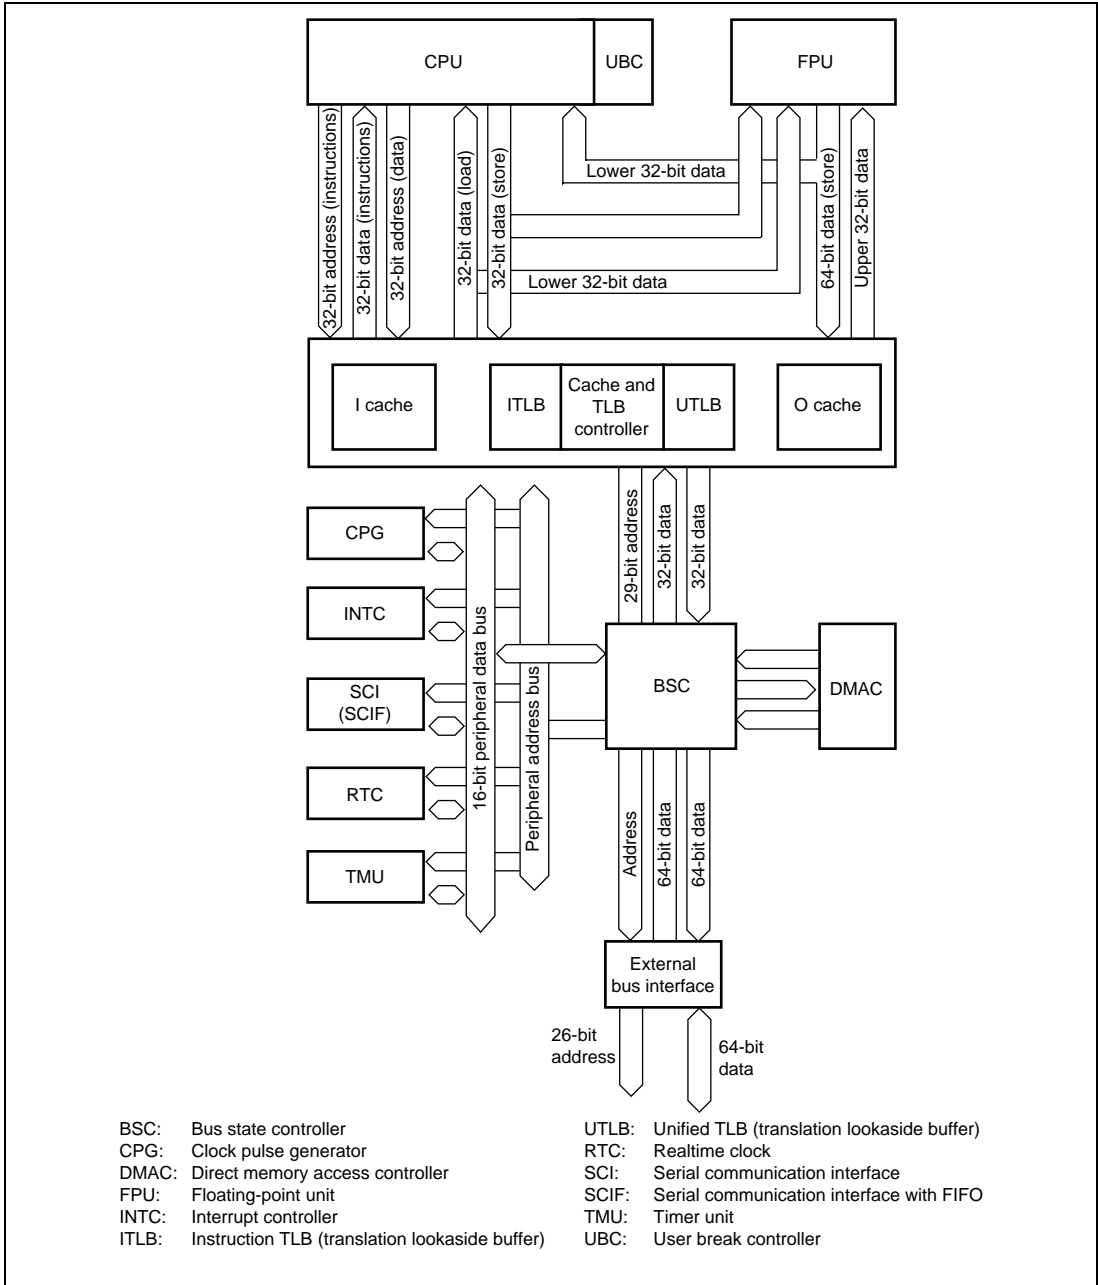 CPU
UBC
FPU
32-bit address (instructions)
32-bit data (instructions)
32-bit address (data)
32-bit data (load)
32-bit data (store)
Lower 32-bit data
Lower 32-bit data
64-bit data (store)
Upper 32-bit data
I cache
ITLB
Cache and
TLB
controller
UTLB
O cache
29-bit address
32-bit data
32-bit data
CPG
INTC
SCI
(SCIF)
RTC
TMU
16-bit peripheral data bus
Peripheral address bus
BSC
DMAC
Address
64-bit data
64-bit data
External
bus interface
26-bit
address
64-bit
data
BSC: Bus state controller
CPG: Clock pulse generator
DMAC: Direct memory access controller
FPU: Floating-point unit
INTC: Interrupt controller
ITLB: Instruction TLB (translation lookaside buffer)
UTLB: Unified TLB (translation lookaside buffer)
RTC: Realtime clock
SCI: Serial communication interface
SCIF: Serial communication interface with FIFO
TMU: Timer unit
UBC: User break controller